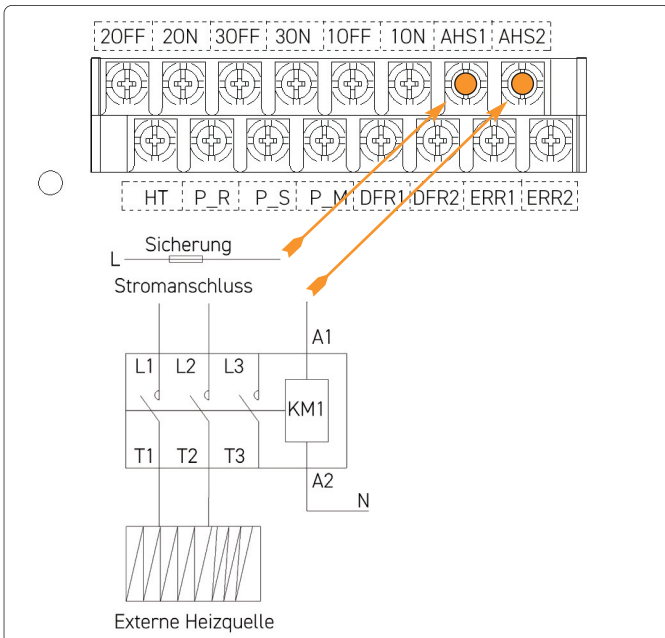 2OFF 2ON 3OFF 3ON 1OFF 1ON AHS1 AHS2
HT P_R P_S P_M DFR1 DFR2 ERR1 ERR2
Sicherung
L
Stromanschluss
A1
L1 L2 L3
KM1
T1 T2 T3
A2
N
Externe Heizquelle